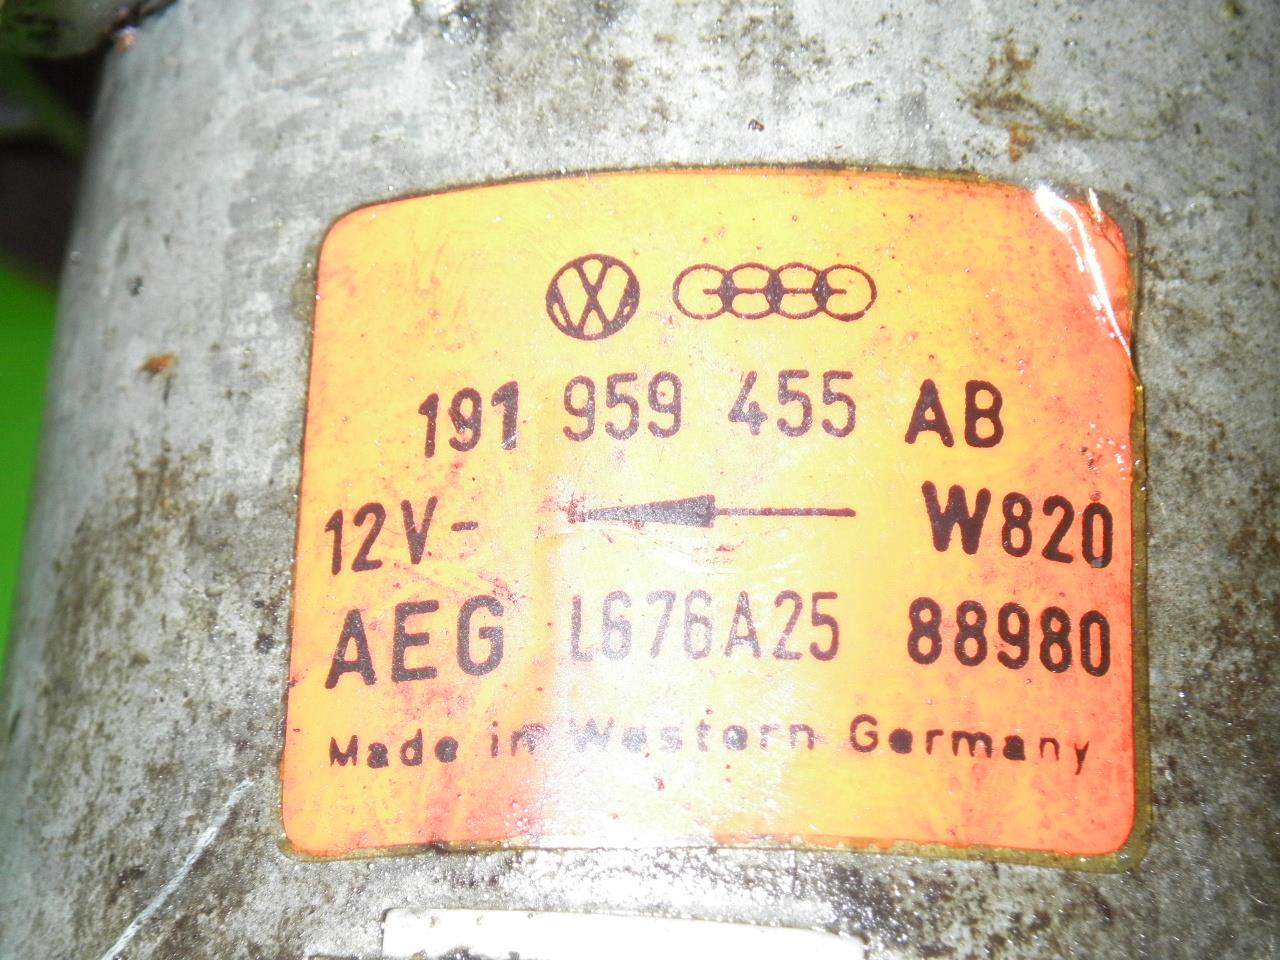 191 959 455 AB
12V- W820
AEG L676A25 88980
Made in Western Germany